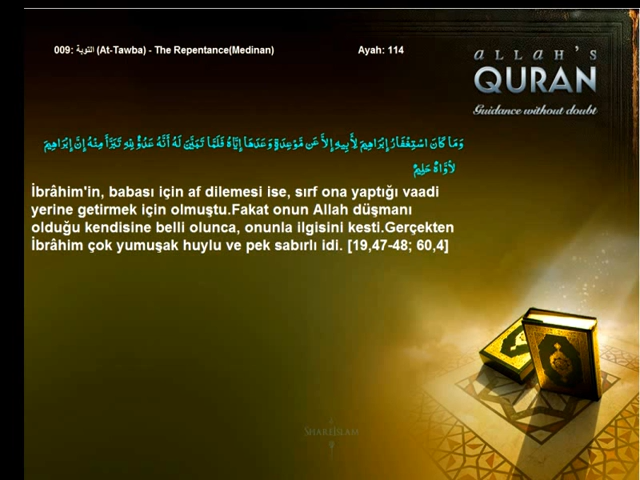 009: التوبة (At-Tawba) - The Repentance(Medinan)
Ayah: 114
ALLAH'S
QURAN
Guidance without doubt
وَمَا كَانَ اسْتِغْفَارُ إِبْرَاهِيمَ لِأَبِيهِ إِلاَّ عَن مَّوْعِدَةٍ وَعَدَهَا إِيَّاهُ فَلَمَّا تَبَيَّنَ لَهُ أَنَّهُ عَدُوٌّ لِلّهِ تَبَرَّأَ مِنْهُ إِنَّ إِبْرَاهِيمَ
لأوَّاهٌ حَلِيمٌ
İbrâhim'in, babası için af dilemesi ise, sırf ona yaptığı vaadi
yerine getirmek için olmuştu.Fakat onun Allah düşmanı
olduğu kendisine belli olunca, onunla ilgisini kesti.Gerçekten
İbrâhim çok yumuşak huylu ve pek sabırlı idi. [19,47-48; 60,4]
ShareIslam